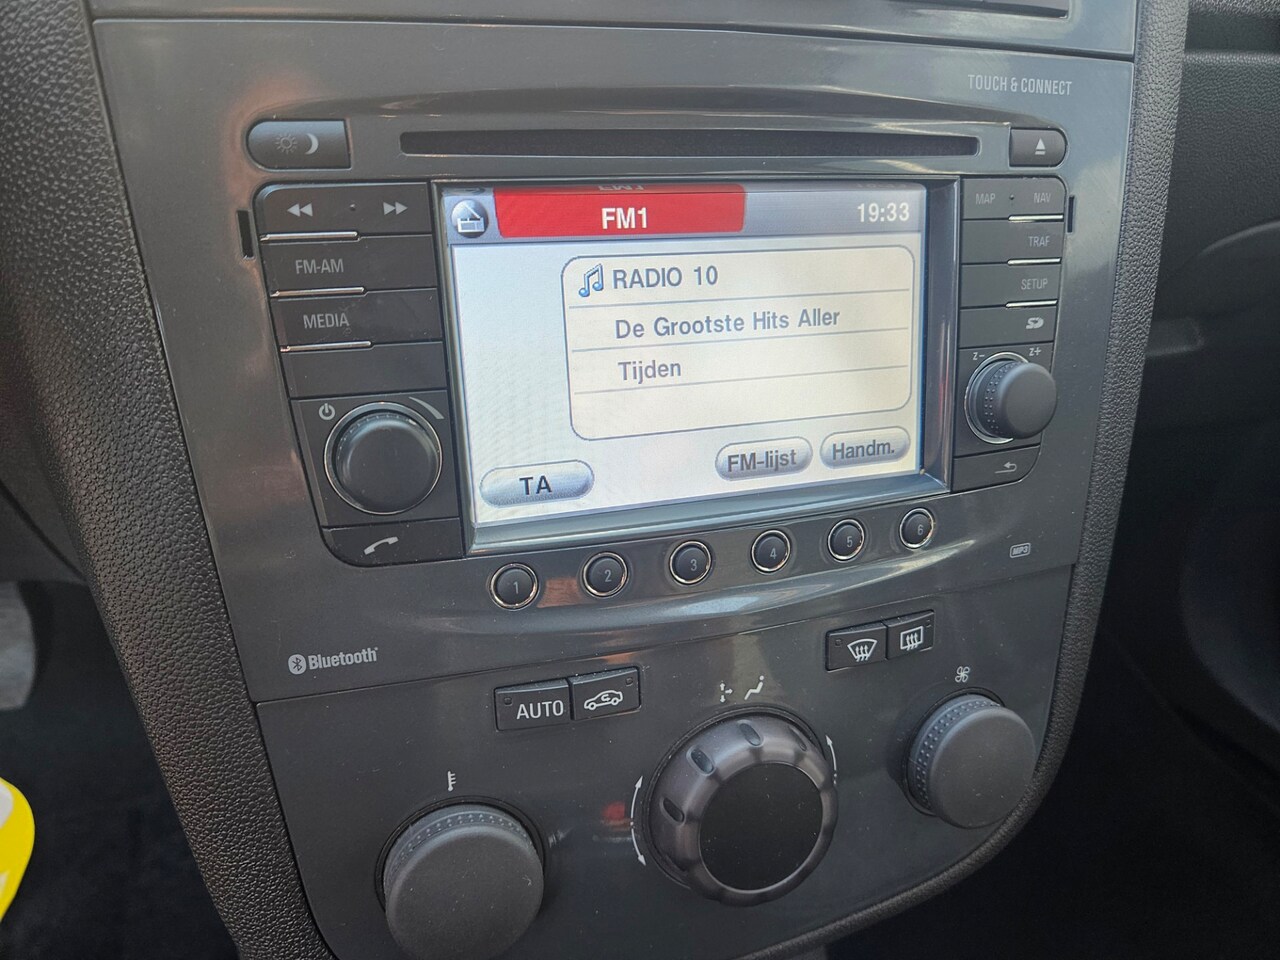 TOUCH & CONNECT
FM1
19:33
MAP
NAV
FM-AM
RADIO 10
TRAF
MEDIA
De Grootste Hits Aller
SETUP
SD
Tijden
Z-
Z+
TA
FM-lijst
Handm.
1
2
3
4
5
6
MP3
Bluetooth
AUTO